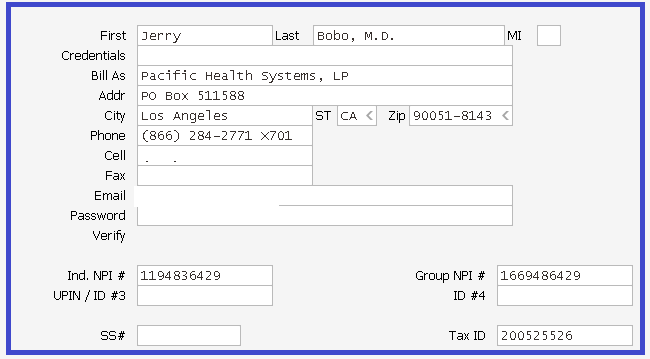 First Jerry Last Bobo, M.D. MI
Credentials
Bill As Pacific Health Systems, LP
Addr PO Box 511588
City Los Angeles ST CA < Zip 90051-8143 <
Phone (866) 284-2771 X701
Cell . .
Fax
Email
Password
Verify
Ind. NPI # 1194836429 Group NPI # 1669486429
UPIN / ID #3 ID #4
SS# Tax ID 200525526